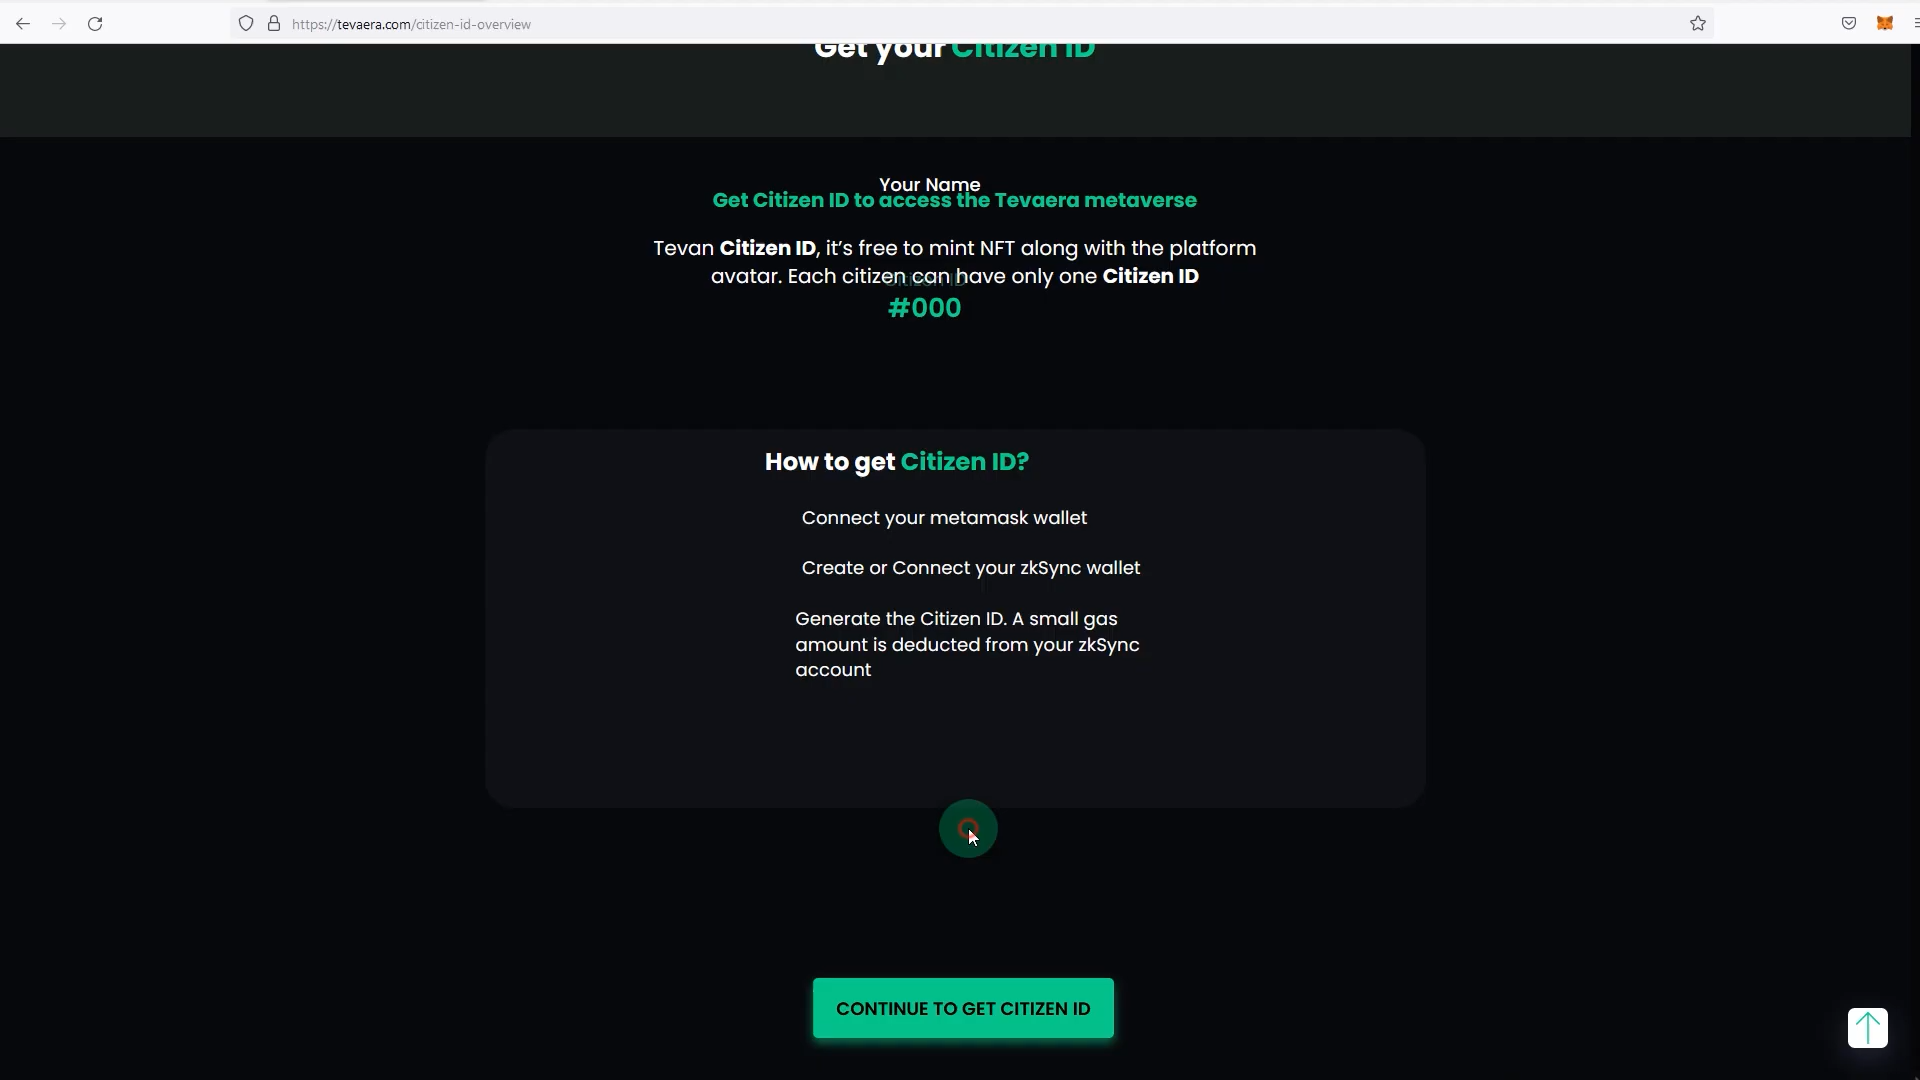 https://tevaera.com/citizen-id-overview
Get your Citizen ID
Your Name
Get Citizen ID to access the Tevaera metaverse
Tevan Citizen ID, it's free to mint NFT along with the platform
avatar. Each citizen can have only one Citizen ID
Citizen ID
#000
How to get Citizen ID?
Connect your metamask wallet
Create or Connect your zkSync wallet
Generate the Citizen ID. A small gas
amount is deducted from your zkSync
account
CONTINUE TO GET CITIZEN ID